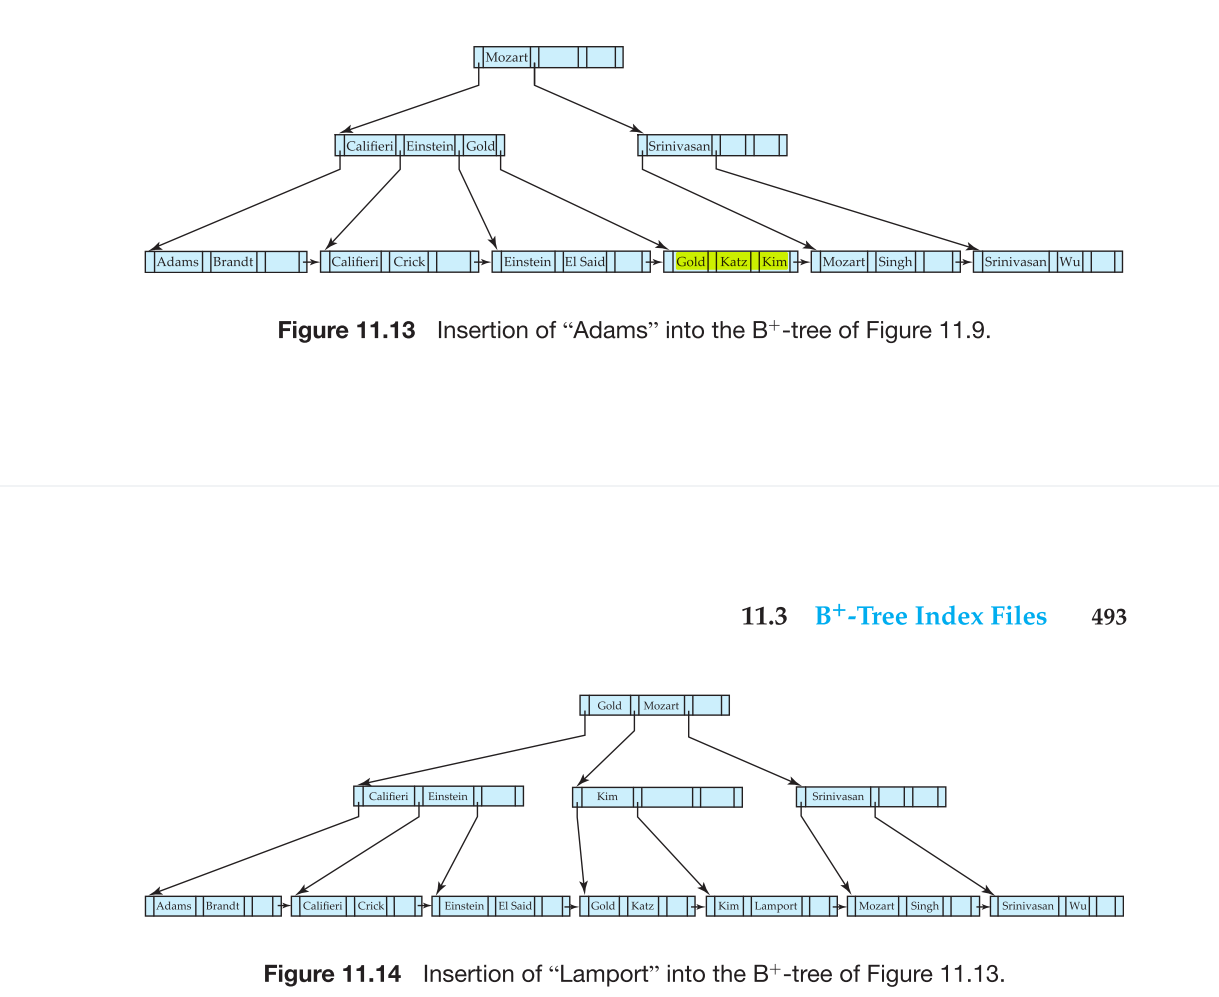 Mozart
Califieri Einstein Gold Srinivasan
Adams Brandt Califieri Crick Einstein El Said Gold Katz Kim Mozart Singh Srinivasan Wu
Figure 11.13 Insertion of “Adams” into the B+-tree of Figure 11.9.
11.3 B+-Tree Index Files 493
Gold Mozart
Califieri Einstein Kim Srinivasan
Adams Brandt Califieri Crick Einstein El Said Gold Katz Kim Lamport Mozart Singh Srinivasan Wu
Figure 11.14 Insertion of “Lamport” into the B+-tree of Figure 11.13.